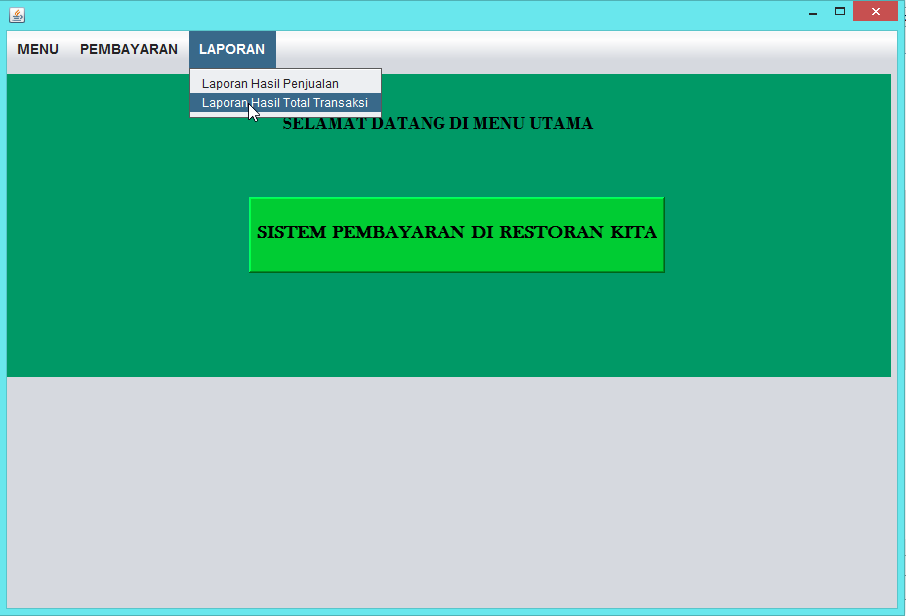 MENU PEMBAYARAN LAPORAN
Laporan Hasil Penjualan
Laporan Hasil Total Transaksi
SELAMAT DATANG DI MENU UTAMA
SISTEM PEMBAYARAN DI RESTORAN KITA